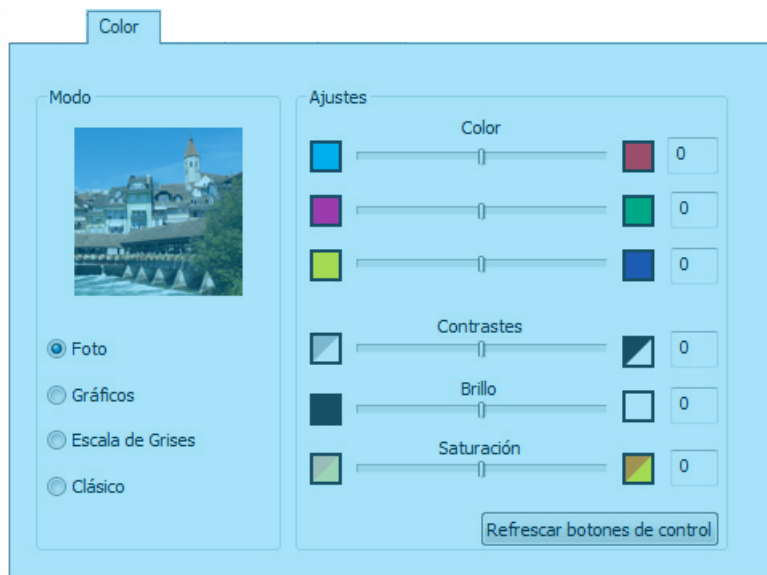 Color
Modo
Foto
Gráficos
Escala de Grises
Clásico
Ajustes
Color
0
0
0
Contrastes
0
Brillo
0
Saturación
0
Refrescar botones de control